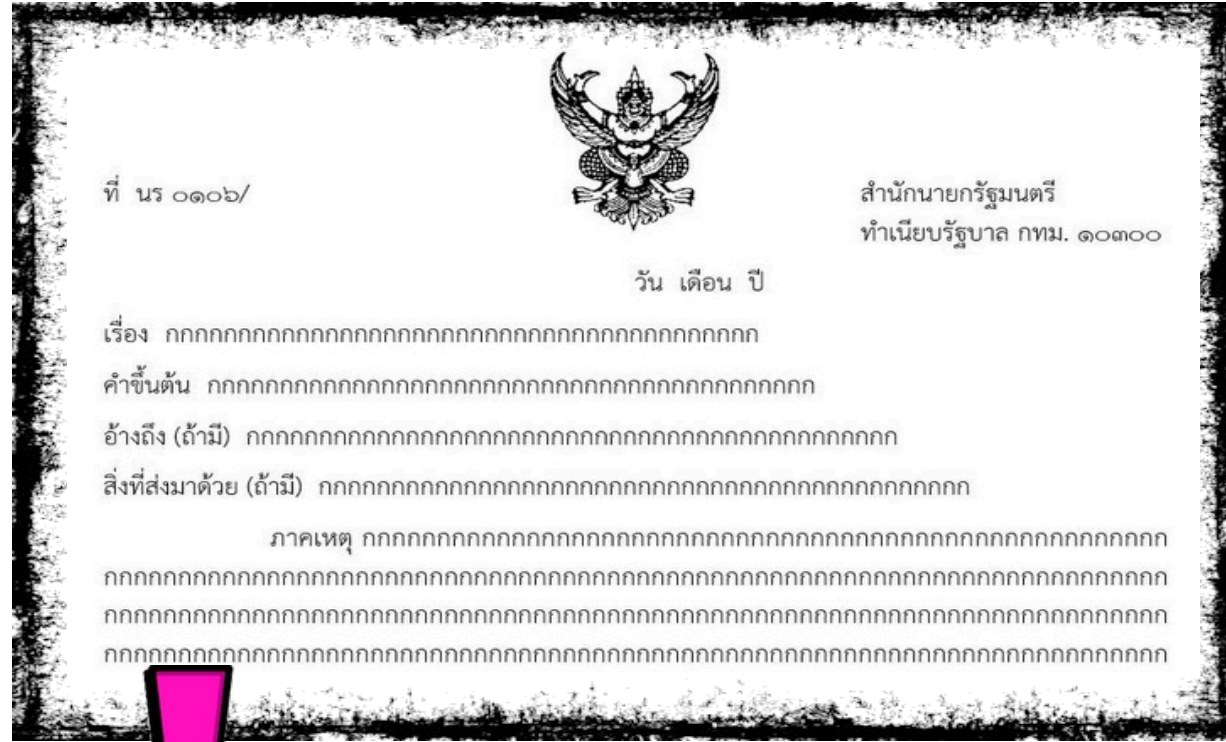 ที่ นร ๐๑๐๖/
สำนักนายกรัฐมนตรี
ทำเนียบรัฐบาล กทม. ๑๐๓๐๐
วัน เดือน ปี
เรื่อง กกกกกกกกกกกกกกกกกกกกกกกกกกกกกกกกกกกกกกกกก
คำขึ้นต้น กกกกกกกกกกกกกกกกกกกกกกกกกกกกกกกกกกกกกกกกกก
อ้างถึง (ถ้ามี) กกกกกกกกกกกกกกกกกกกกกกกกกกกกกกกกกกกกกกกกกกกกก
สิ่งที่ส่งมาด้วย (ถ้ามี) กกกกกกกกกกกกกกกกกกกกกกกกกกกกกกกกกกกกกกกกกกกกก
ภาคเหตุ กกกกกกกกกกกกกกกกกกกกกกกกกกกกกกกกกกกกกกกกกกกกกกกกกกกกกกก
กกกกกกกกกกกกกกกกกกกกกกกกกกกกกกกกกกกกกกกกกกกกกกกกกกกกกกกกกกกกกกกกกกกกกกกกก
กกกกกกกกกกกกกกกกกกกกกกกกกกกกกกกกกกกกกกกกกกกกกกกกกกกกกกกกกกกกกกกกกกกกกกกกก
กกกกกกกกกกกกกกกกกกกกกกกกกกกกกกกกกกกกกกกกกกกกกกกกกกกกกกกกกกกกกกกกกกกกกกกกก